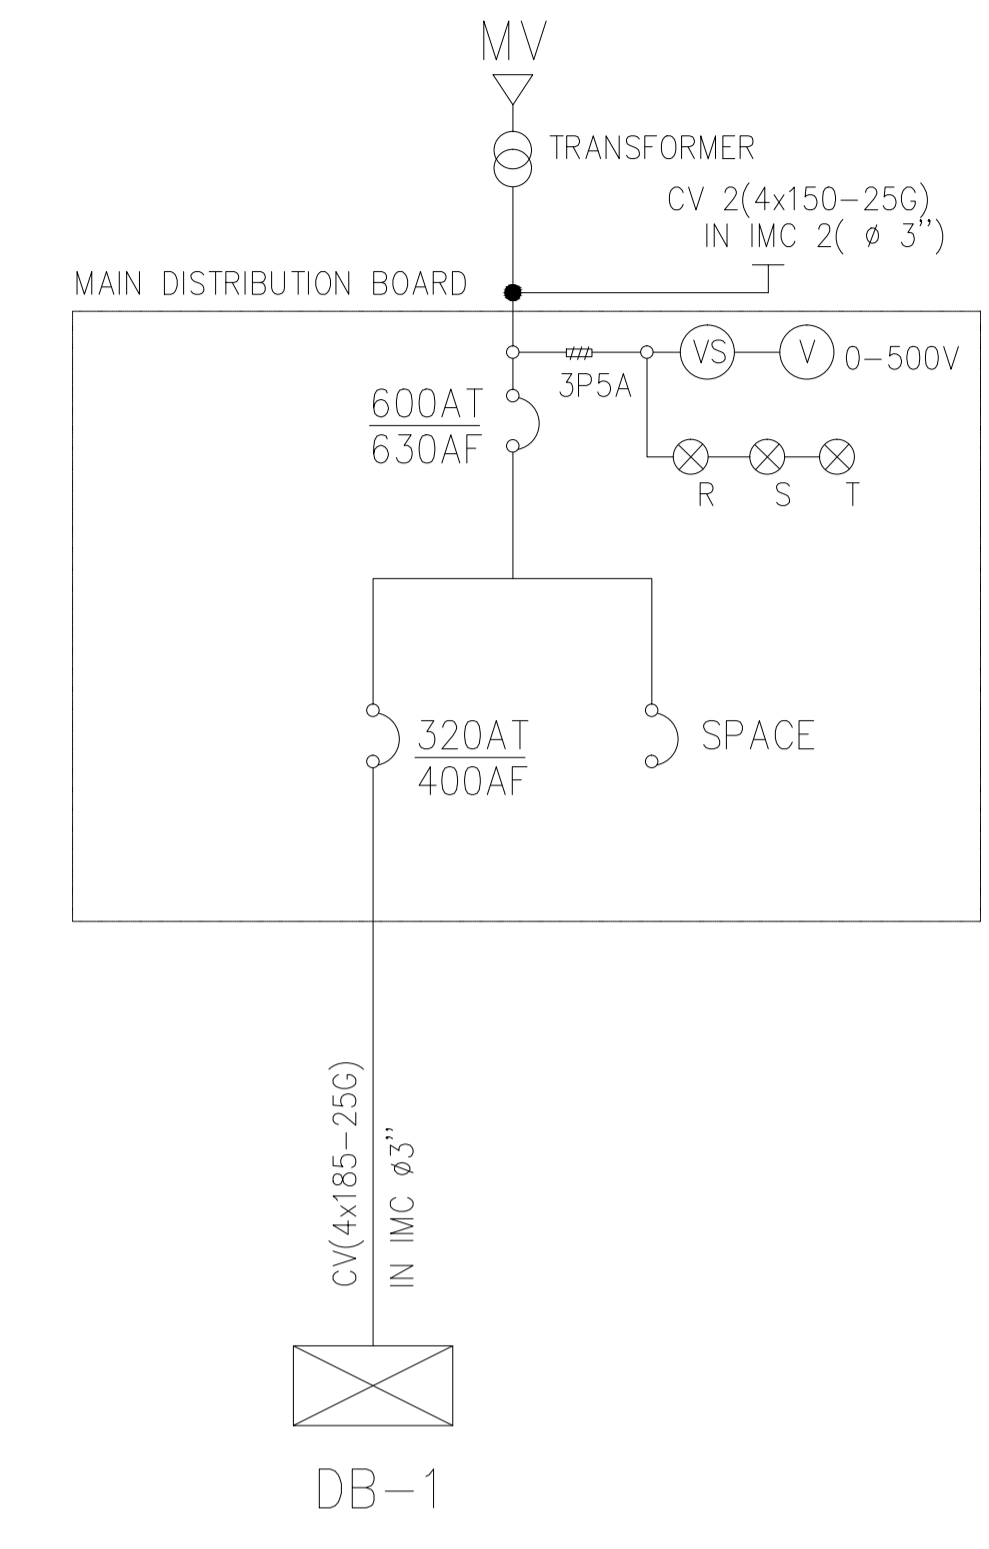 MV
TRANSFORMER
CV 2(4x150-25G)
IN IMC 2( ø 3")
MAIN DISTRIBUTION BOARD
VS
V
0-500V
3P5A
600AT
630AF
R
S
T
320AT
400AF
SPACE
CV(4x185-25G)
IN IMC ø3"
DB-1